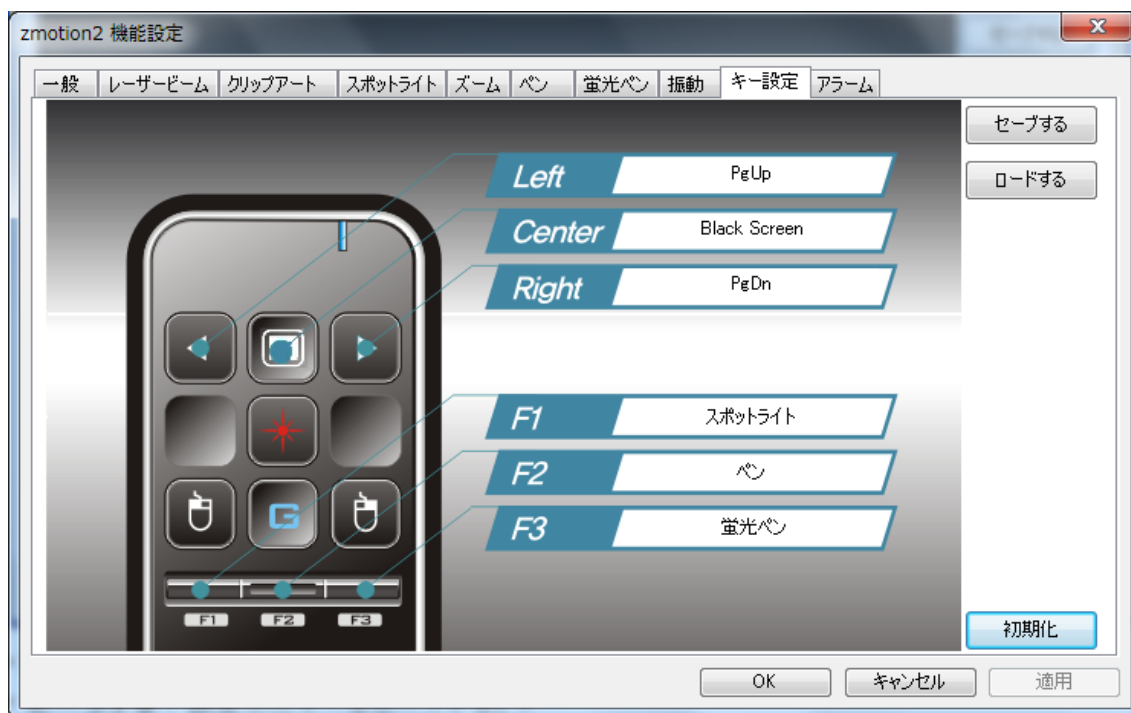 zmotion2 機能設定
一般 レーザービーム クリップアート スポットライト ズーム ペン 蛍光ペン 振動 キー設定 アラーム
セーブする
ロードする
Left PgUp
Center Black Screen
Right PgDn
F1 スポットライト
F2 ペン
F3 蛍光ペン
G
F1 F2 F3
初期化
OK キャンセル 適用